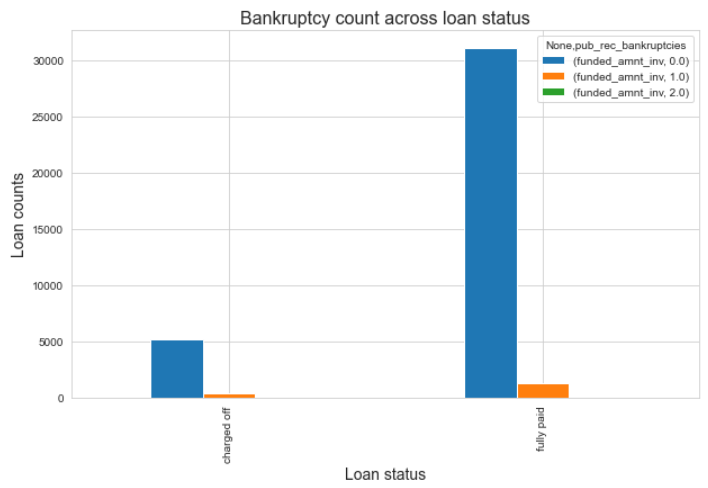 Bankruptcy count across loan status
None,pub_rec_bankruptcies
(funded_amnt_inv, 0.0)
(funded_amnt_inv, 1.0)
(funded_amnt_inv, 2.0)
Loan counts
30000
25000
20000
15000
10000
5000
0
charged off
fully paid
Loan status